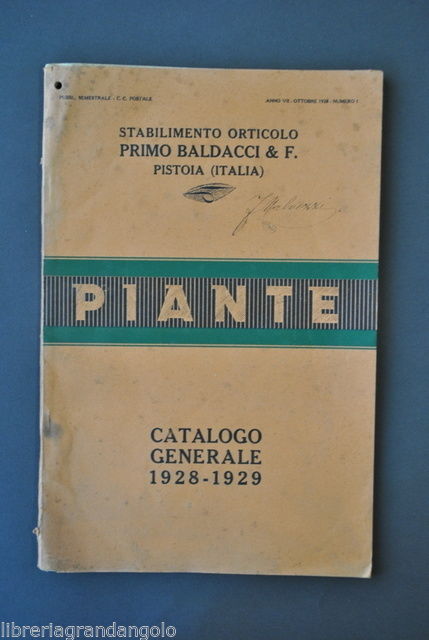 PUBBL. SEMESTRALE - C. C. POSTALE
ANNO VII - OTTOBRE 1928 - NUMERO 1
STABILIMENTO ORTICOLO
PRIMO BALDACCI & F.
PISTOIA (ITALIA)
PIANTE
CATALOGO
GENERALE
1928-1929
libreriagrandangolo